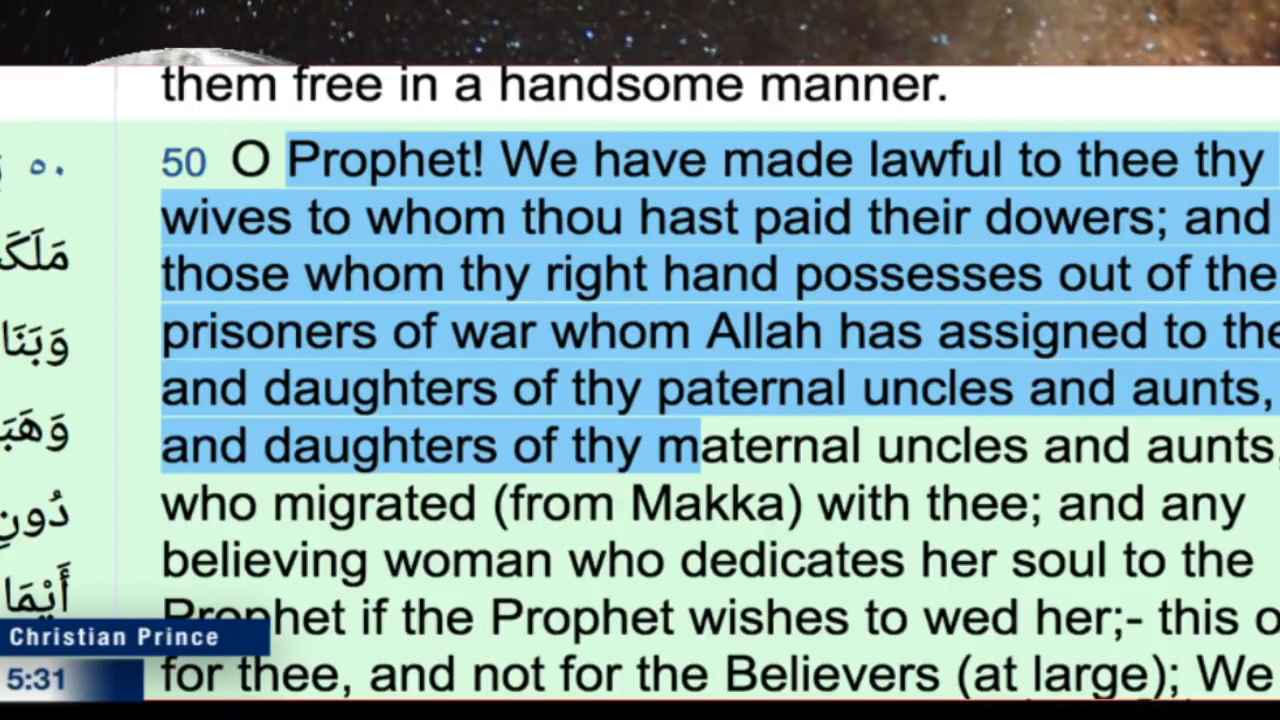 them free in a handsome manner.
50 O Prophet! We have made lawful to thee thy
wives to whom thou hast paid their dowers; and
those whom thy right hand possesses out of the
prisoners of war whom Allah has assigned to
and daughters of thy paternal uncles and aunts,
and daughters of thy maternal uncles and aunts,
who migrated (from Makka) with thee; and any
believing woman who dedicates her soul to the
Prophet if the Prophet wishes to wed her;- this
for thee, and not for the Believers (at large); We
٥٠
دُونِ
Christian Prince
5:31